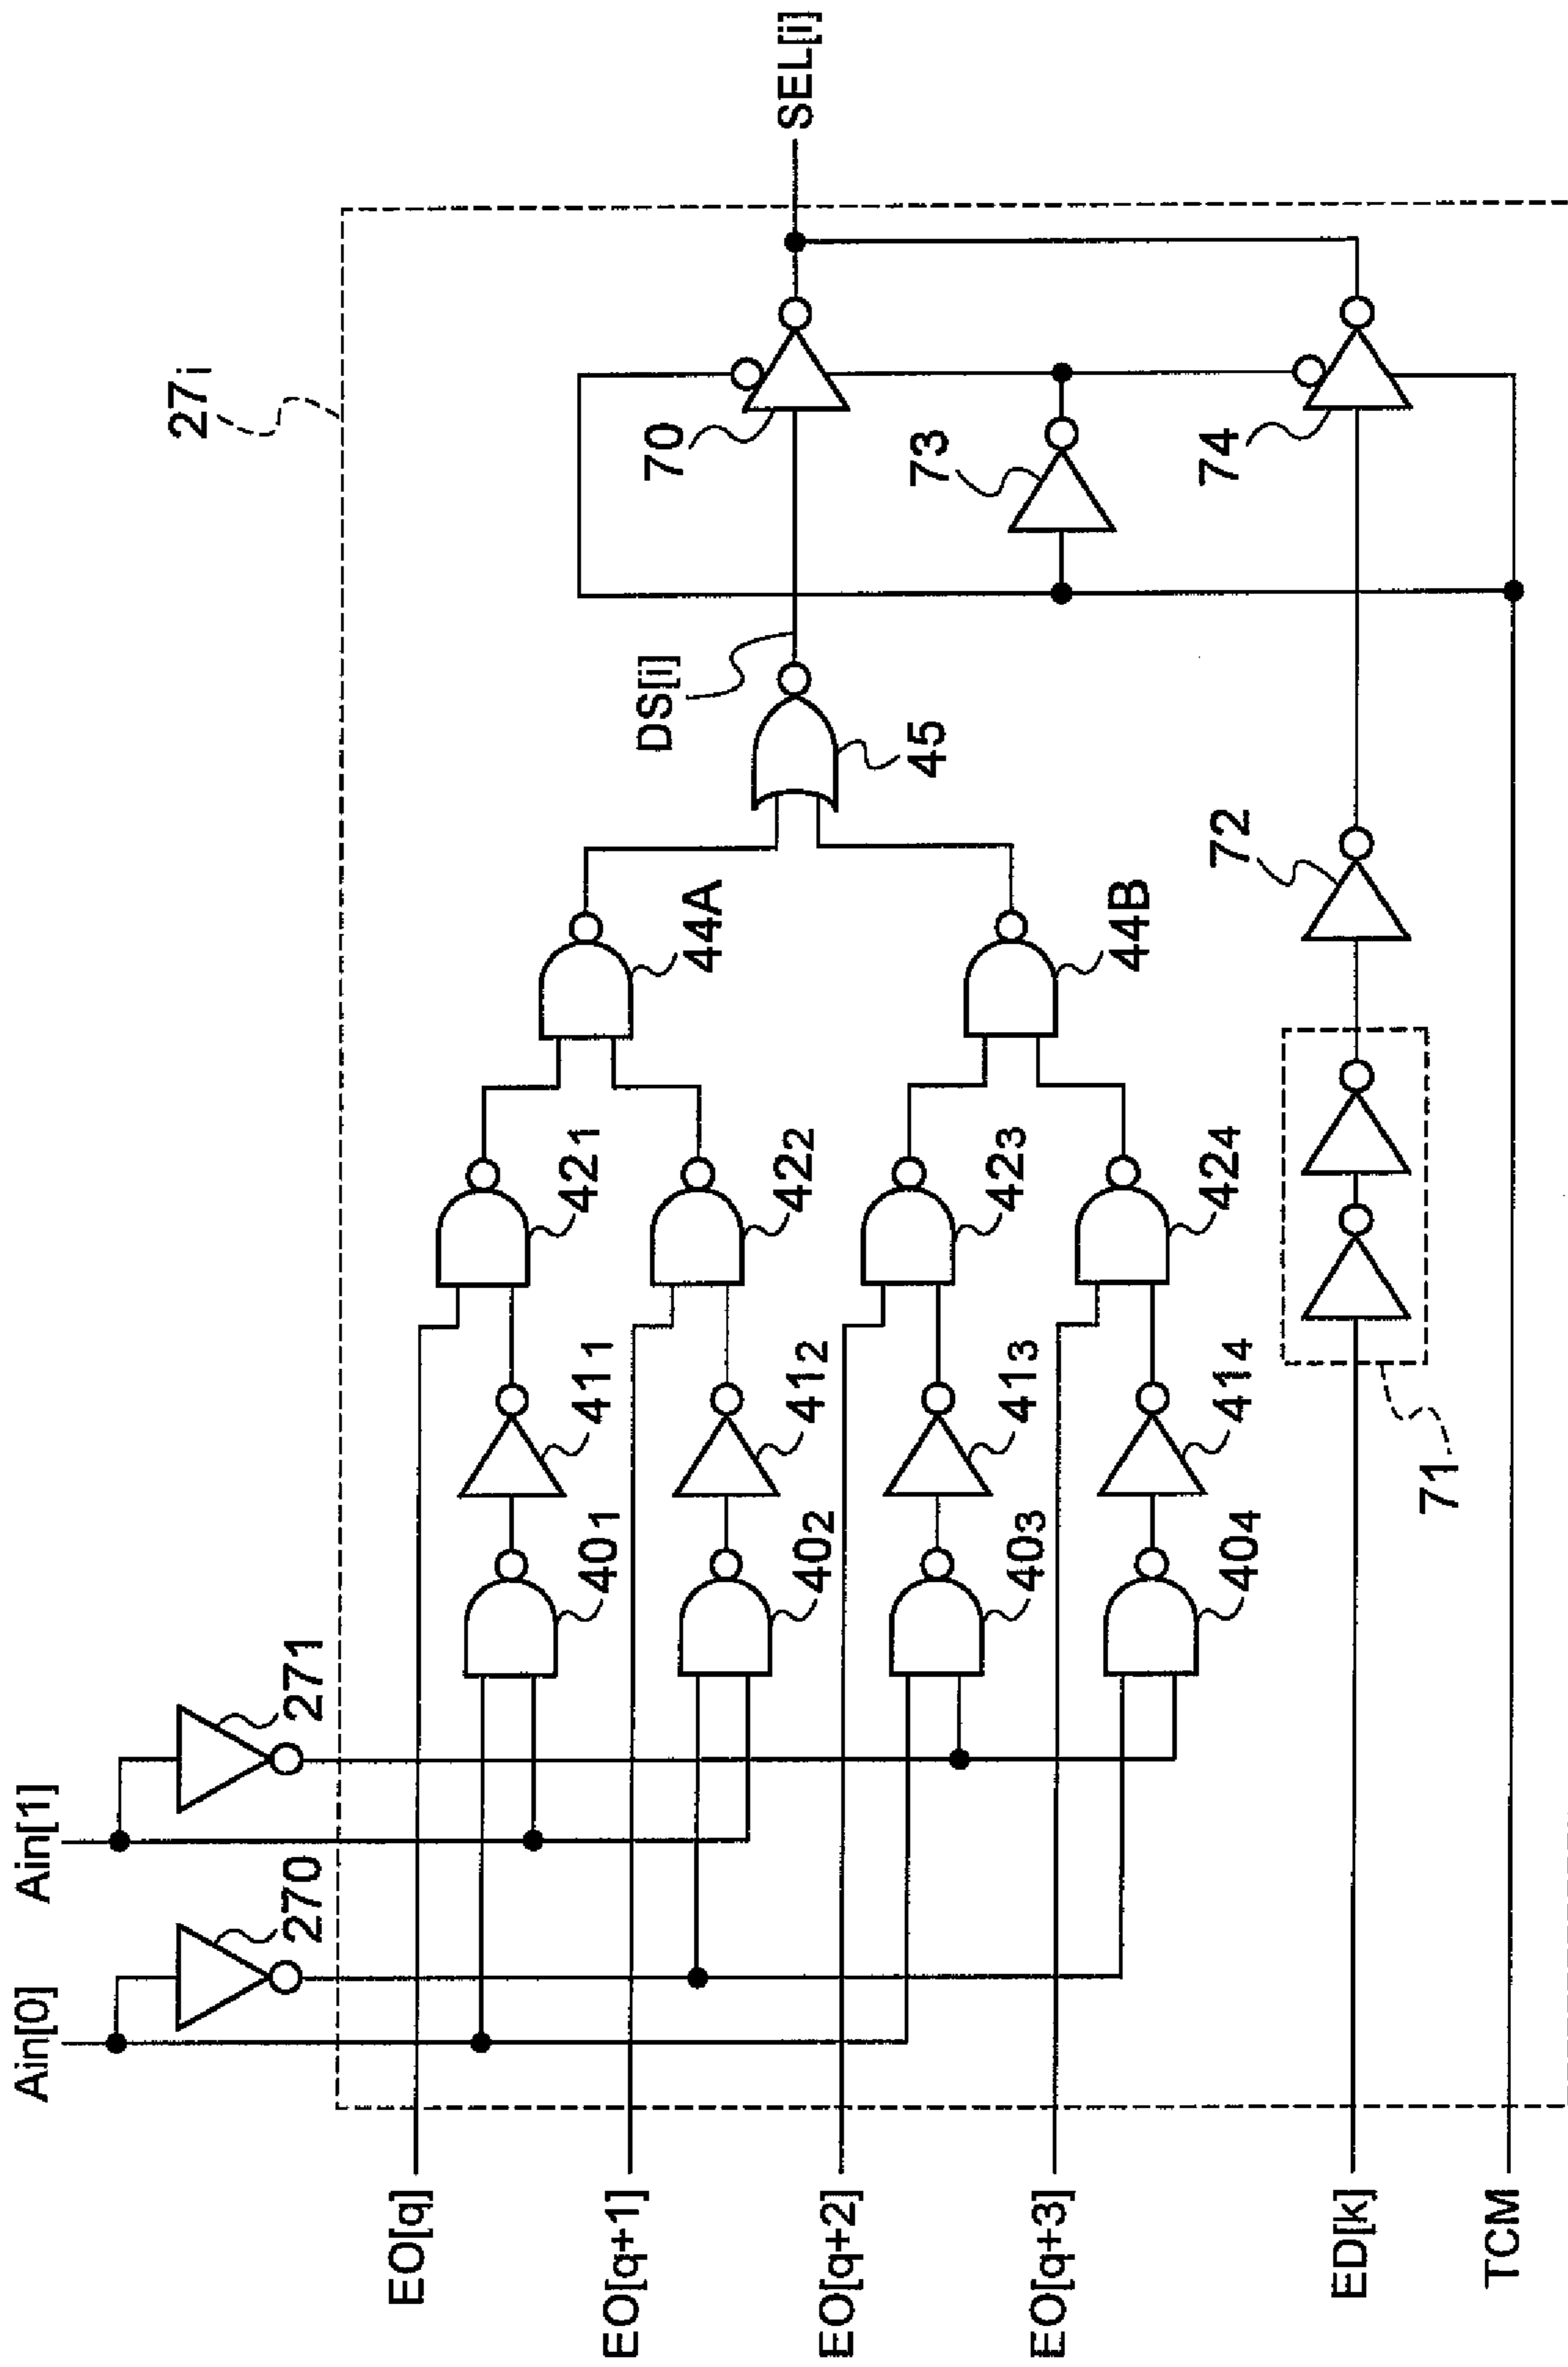 Ain[0]
Ain[1]
270
271
27i
EO[q]
401
411
421
44A
DS[i]
70
SEL[i]
EO[q+1]
402
412
422
45
73
EO[q+2]
403
413
423
44B
EO[q+3]
404
414
424
72
74
ED[k]
71
TCM